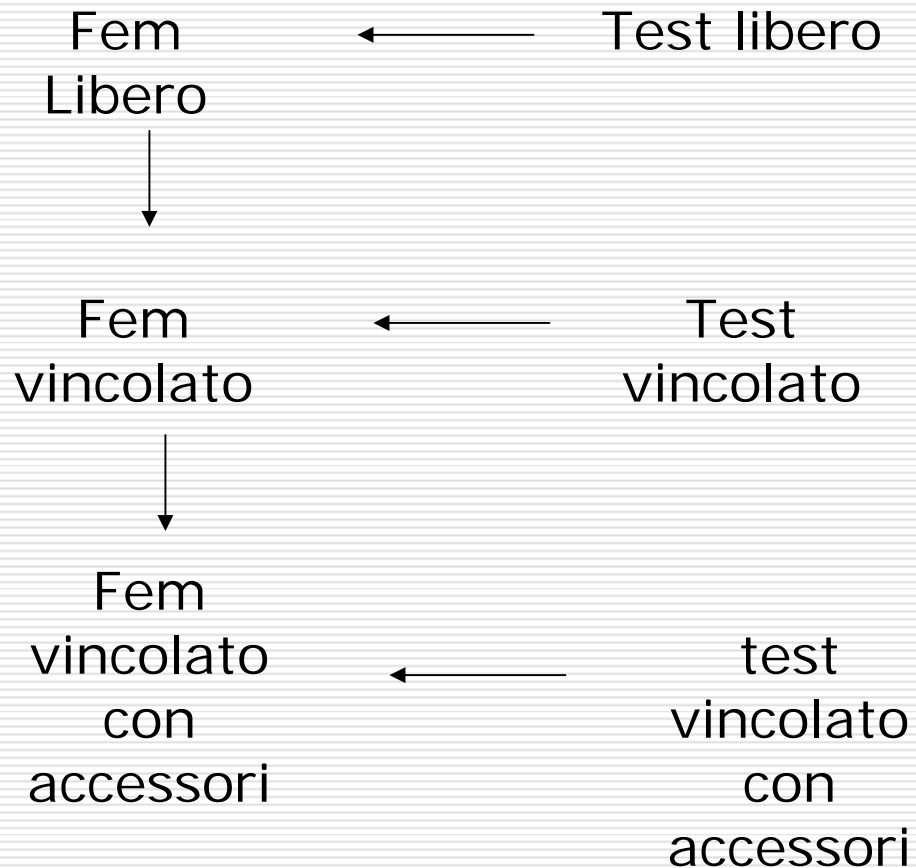 Fem
Libero
Test libero
Fem
vincolato
Test
vincolato
Fem
vincolato
con
accessori
test
vincolato
con
accessori